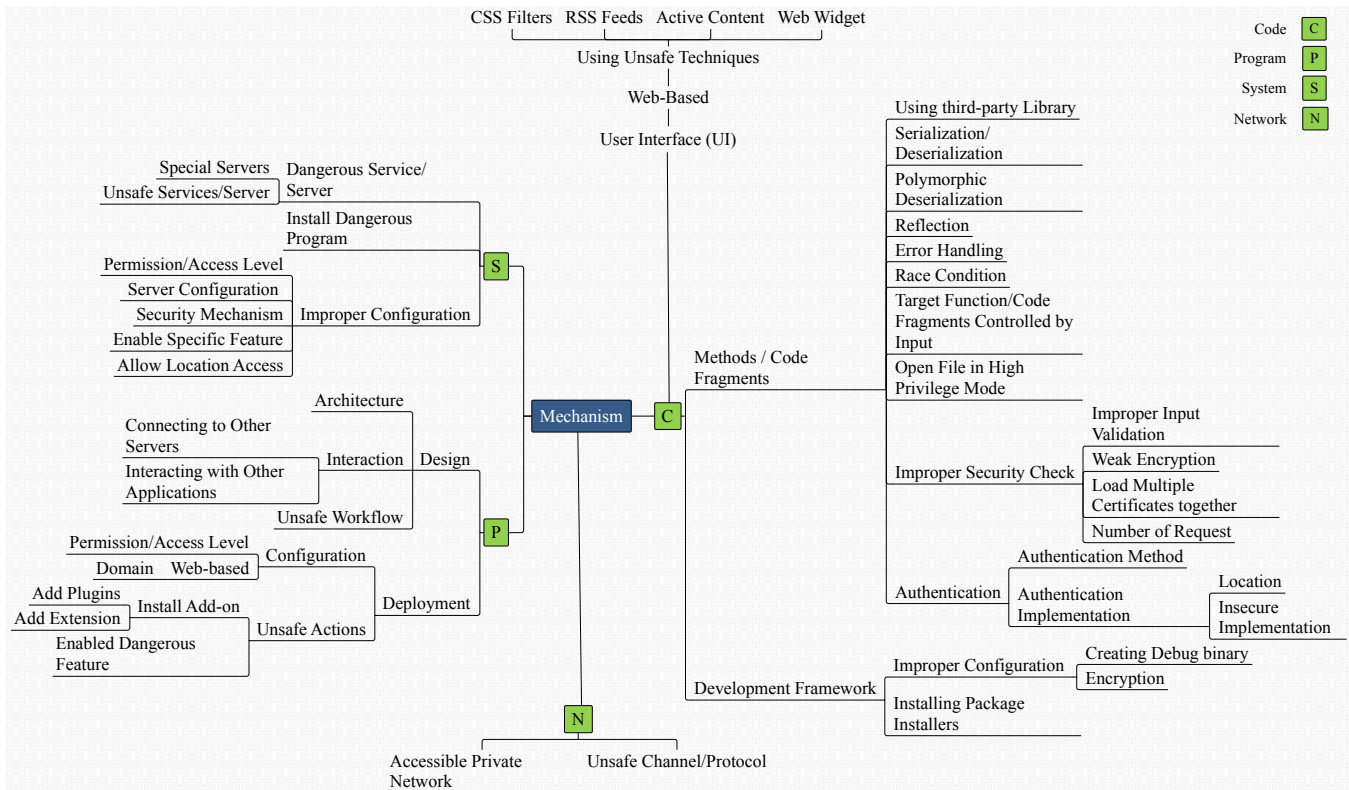 CSS Filters RSS Feeds Active Content Web Widget
Using Unsafe Techniques
Web-Based
User Interface (UI)
Code C
Program P
System S
Network N
Special Servers
Unsafe Services/Server
Dangerous Service/
Server
Install Dangerous
Program
S
Permission/Access Level
Server Configuration
Security Mechanism
Enable Specific Feature
Allow Location Access
Improper Configuration
Mechanism
C
Architecture
Connecting to Other
Servers
Interacting with Other
Applications
Interaction
Design
Unsafe Workflow
P
Permission/Access Level
Domain Web-based
Configuration
Add Plugins
Add Extension
Install Add-on
Enabled Dangerous
Feature
Unsafe Actions
Deployment
N
Accessible Private
Network
Unsafe Channel/Protocol
Methods / Code
Fragments
Using third-party Library
Serialization/
Deserialization
Polymorphic
Deserialization
Reflection
Error Handling
Race Condition
Target Function/Code
Fragments Controlled by
Input
Open File in High
Privilege Mode
Improper Security Check
Improper Input
Validation
Weak Encryption
Load Multiple
Certificates together
Number of Request
Authentication
Authentication Method
Authentication
Implementation
Location
Insecure
Implementation
Development Framework
Improper Configuration
Creating Debug binary
Encryption
Installing Package
Installers